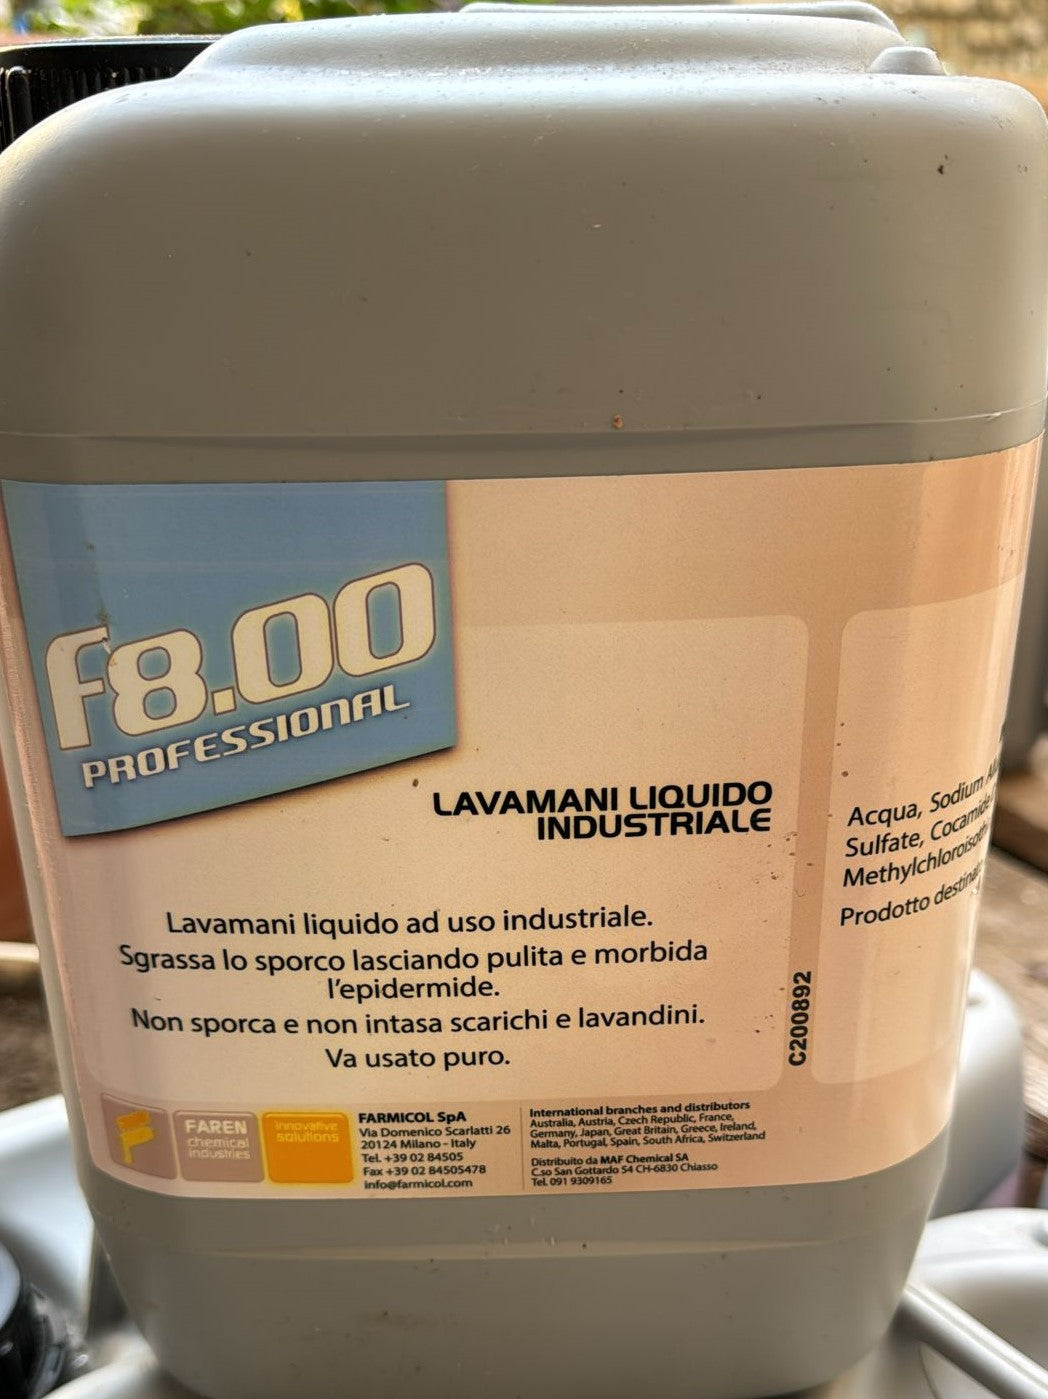 F8.00
PROFESSIONAL
LAVAMANI LIQUIDO
INDUSTRIALE
Lavamani liquido ad uso industriale.
Sgrassa lo sporco lasciando pulita e morbida
l'epidermide.
Non sporca e non intasa scarichi e lavandini.
Va usato puro.
C200892
Acqua, Sodium
Sulfate, Cocamide
Prodotto
FAREN
chemical
industries
innovative
solutions
FARMICOL SpA
Via Domenico Scarlatti 26
20124 Milano - Italy
Tel. +39 02 84505
Fax +39 02 84505478
info@farmicol.com
International branches and distributors
Australia, Austria, Czech Republic, France,
Germany, Japan, Great Britain, Greece, Ireland,
Malta, Portugal, Spain, South Africa, Switzerland
Distribuito da MAF Chemical SA
C.so San Gottardo 54 CH-6830 Chiasso
Tel. 091 9309165